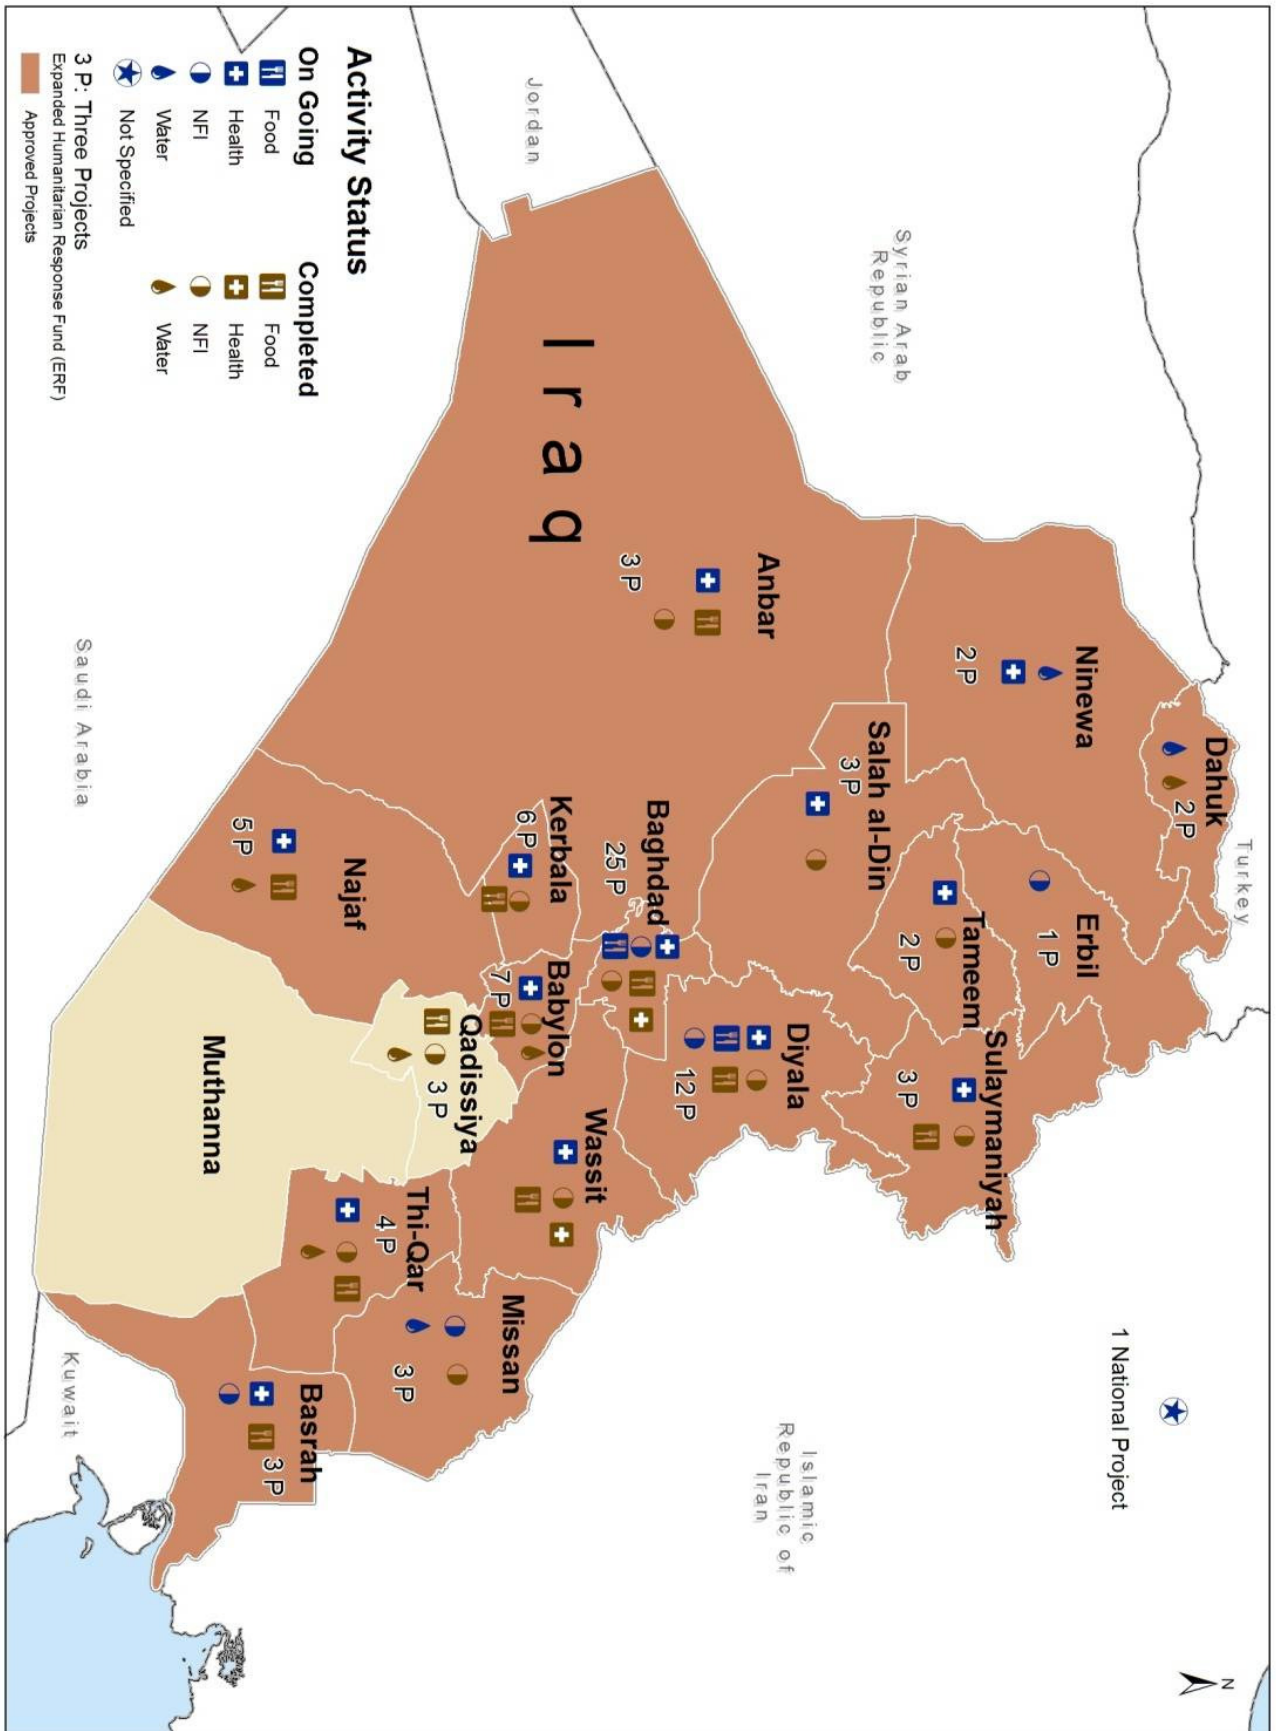 Turkey
Syrian Arab
Republic
Jordan
Saudi Arabia
Kuwait
Islamic
Republic of
Iran
N
1 National Project
Iraq
Dahuk
2 P
Ninewa
2 P
Erbil
1 P
Tameem
2 P
Sulaymaniyah
3 P
Salah al-Din
3 P
Anbar
3 P
Diyala
12 P
Baghdad
25 P
Kerbala
6 P
Babylon
7 P
Wassit
Qadissiya
3 P
Najaf
5 P
Missan
3 P
Thi-Qar
4 P
Muthanna
Basrah
3 P
Activity Status
On Going
Completed
Food
Food
Health
Health
NFI
NFI
Water
Water
Not Specified
3 P: Three Projects
Expanded Humanitarian Response Fund (ERF)
Approved Projects